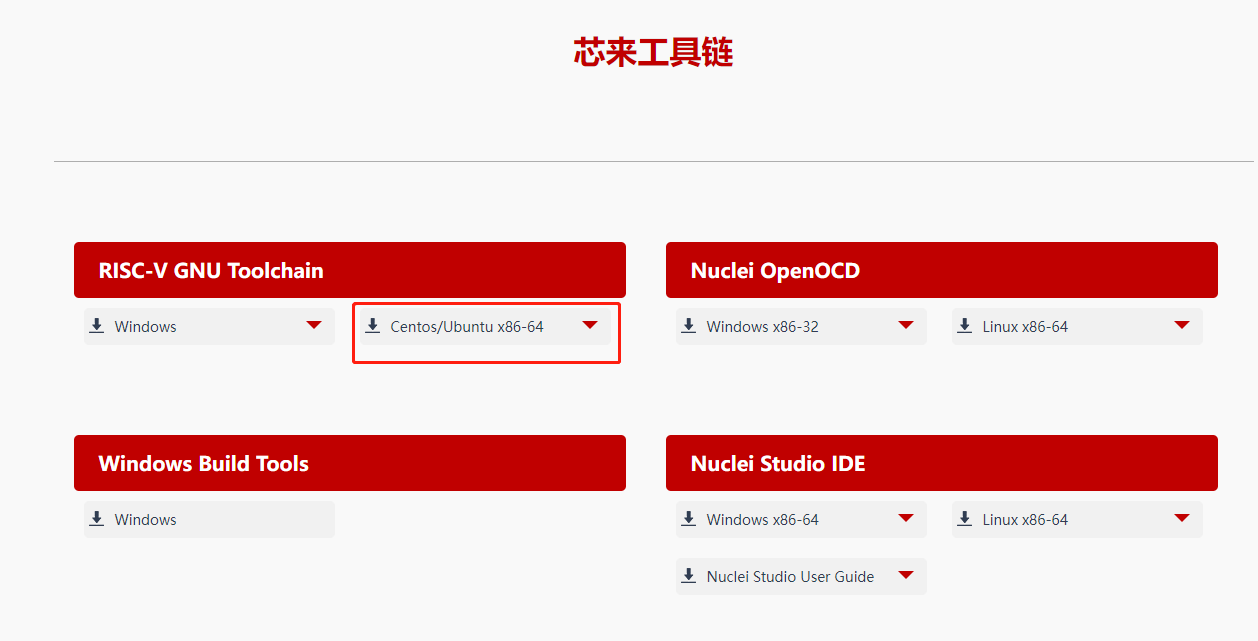 芯来工具链
RISC-V GNU Toolchain
Windows
Centos/Ubuntu x86-64
Nuclei OpenOCD
Windows x86-32
Linux x86-64
Windows Build Tools
Windows
Nuclei Studio IDE
Windows x86-64
Linux x86-64
Nuclei Studio User Guide